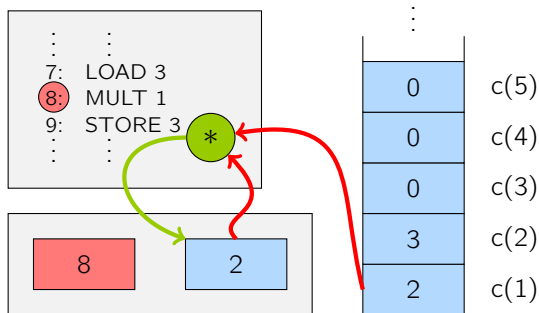 ⋮ ⋮
7: LOAD 3
8: MULT 1
9: STORE 3
⋮ ⋮
*
8 2
⋮
0 c(5)
0 c(4)
0 c(3)
3 c(2)
2 c(1)